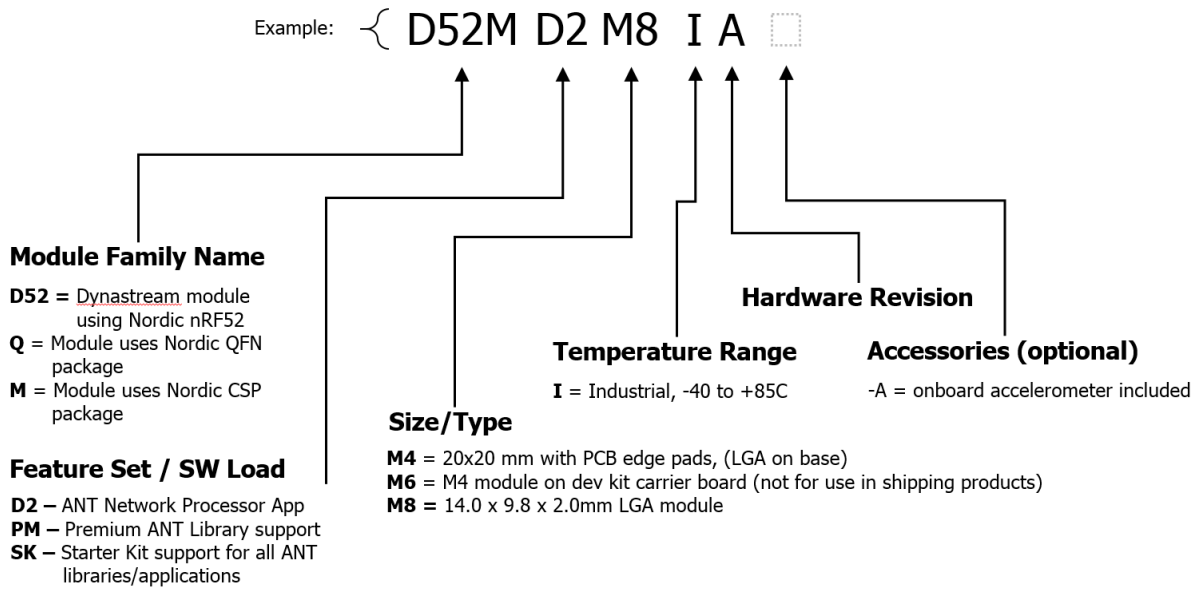 Example:
D52M D2 M8 I A
Module Family Name
D52 = Dynastream module
using Nordic nRF52
Q = Module uses Nordic QFN
package
M = Module uses Nordic CSP
package
Feature Set / SW Load
D2 – ANT Network Processor App
PM – Premium ANT Library support
SK – Starter Kit support for all ANT
libraries/applications
Size/Type
M4 = 20x20 mm with PCB edge pads, (LGA on base)
M6 = M4 module on dev kit carrier board (not for use in shipping products)
M8 = 14.0 x 9.8 x 2.0mm LGA module
Temperature Range
I = Industrial, -40 to +85C
Hardware Revision
Accessories (optional)
-A = onboard accelerometer included